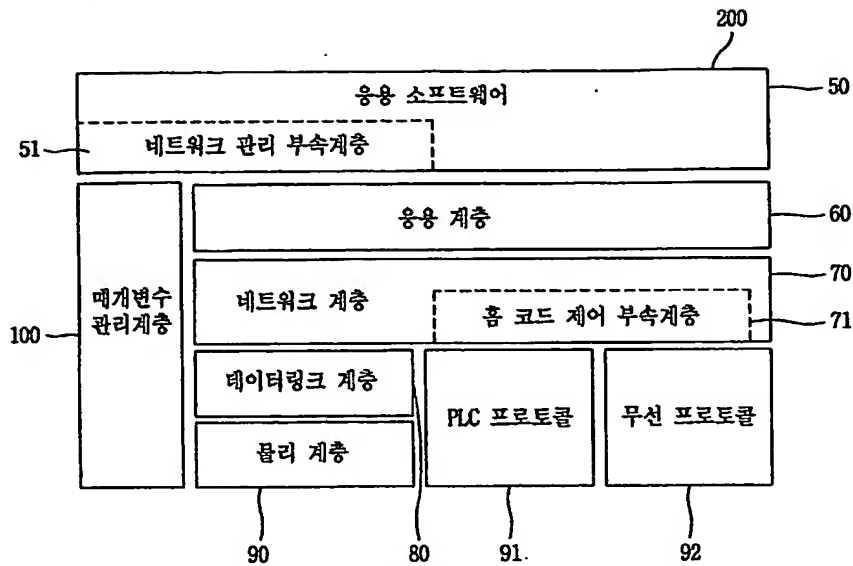 200
응용 소프트웨어
50
51
네트워크 관리 부속계층
응용 계층
60
70
매개변수
관리계층
네트워크 계층
홈 코드 제어 부속계층
71
100
데이터링크 계층
PLC 프로토콜
무선 프로토콜
물리 계층
90
80
91.
92